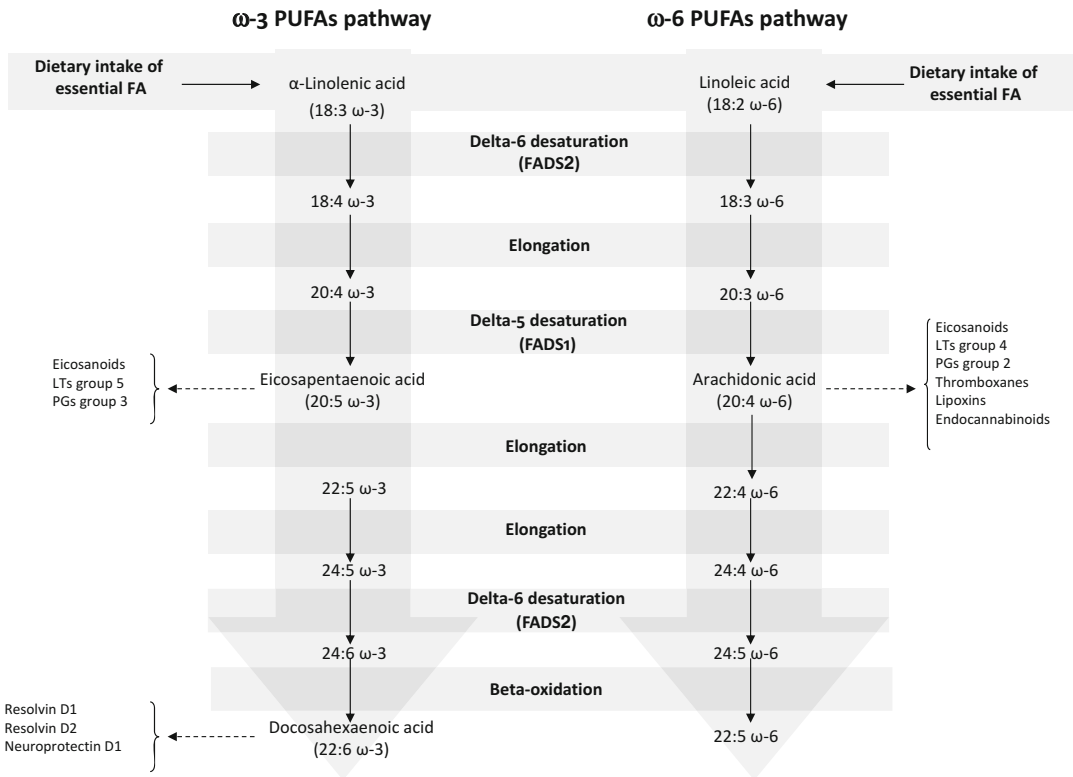 ω-3 PUFAs pathway
ω-6 PUFAs pathway
Dietary intake of
essential FA
α-Linolenic acid
(18:3 ω-3)
Linoleic acid
(18:2 ω-6)
Dietary intake of
essential FA
Delta-6 desaturation
(FADS2)
18:4 ω-3
18:3 ω-6
Elongation
20:4 ω-3
20:3 ω-6
Delta-5 desaturation
(FADS1)
Eicosanoids
LTs group 5
PGs group 3
Eicosapentaenoic acid
(20:5 ω-3)
Arachidonic acid
(20:4 ω-6)
Eicosanoids
LTs group 4
PGs group 2
Thromboxanes
Lipoxins
Endocannabinoids
Elongation
22:5 ω-3
22:4 ω-6
Elongation
24:5 ω-3
24:4 ω-6
Delta-6 desaturation
(FADS2)
24:6 ω-3
24:5 ω-6
Beta-oxidation
Resolvin D1
Resolvin D2
Neuroprotectin D1
Docosahexaenoic acid
(22:6 ω-3)
22:5 ω-6